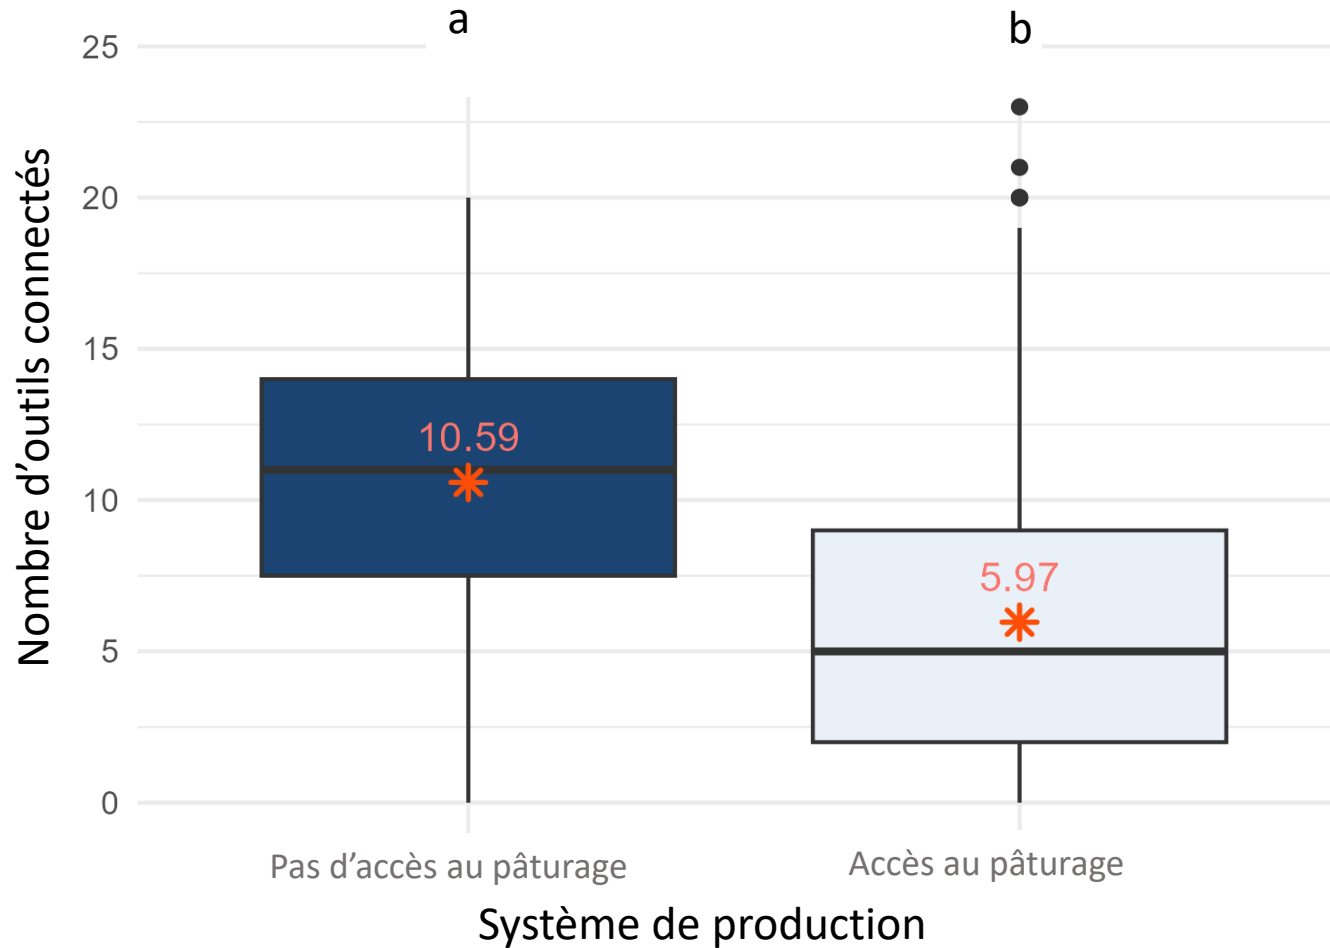 a
b
25
20
15
10
5
0
Nombre d’outils connectés
10.59
5.97
Pas d’accès au pâturage
Accès au pâturage
Système de production